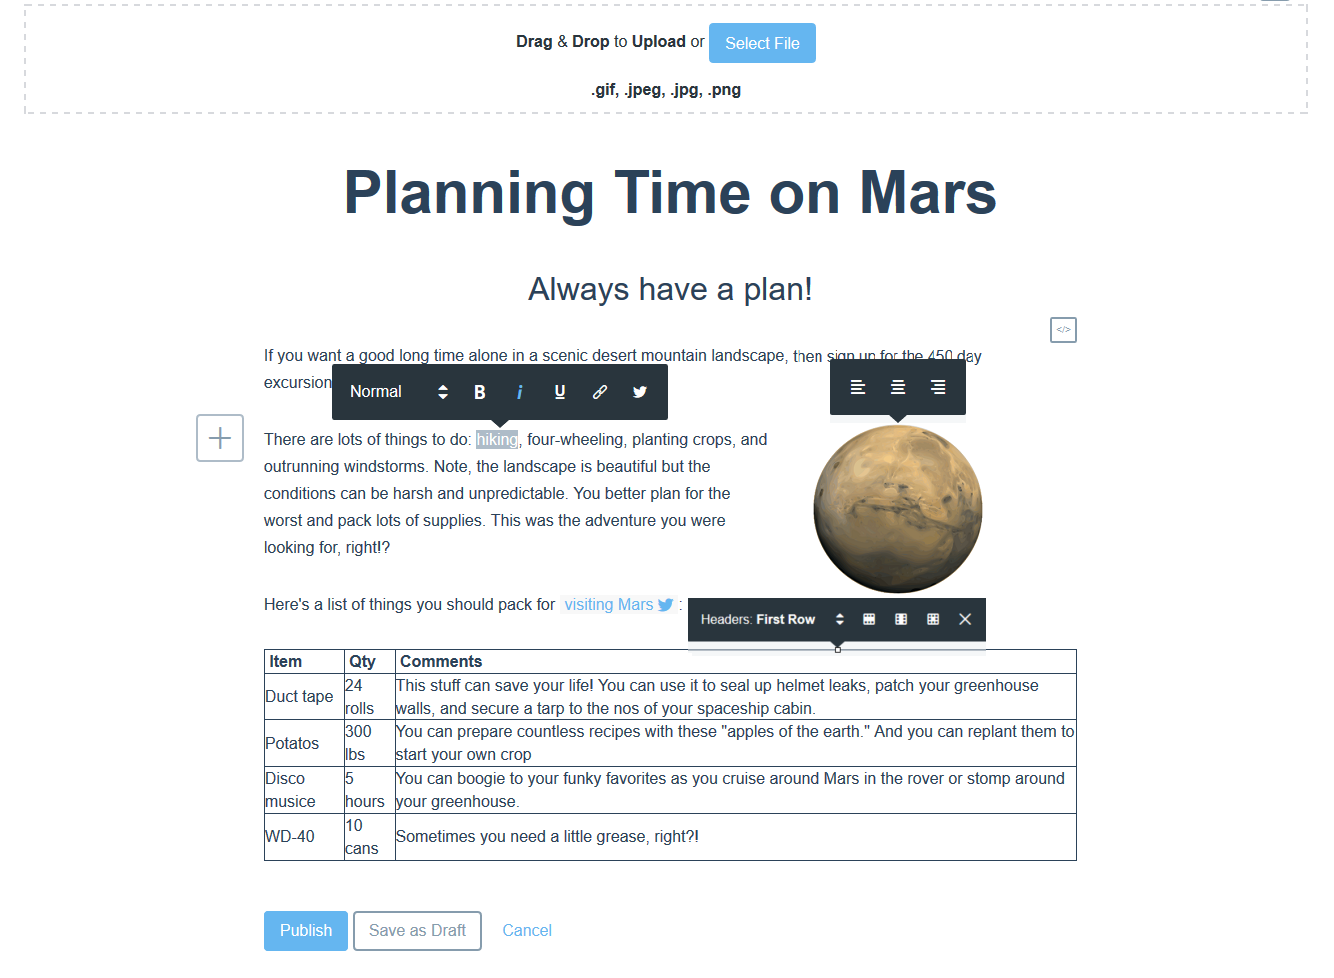 Drag & Drop to Upload or Select File
.gif, .jpeg, .jpg, .png
Planning Time on Mars
Always have a plan!
</>
If you want a good long time alone in a scenic desert mountain landscape, then sign up for the 450 day
excursion
Normal B i U
There are lots of things to do: hiking, four-wheeling, planting crops, and
outrunning windstorms. Note, the landscape is beautiful but the
conditions can be harsh and unpredictable. You better plan for the
worst and pack lots of supplies. This was the adventure you were
looking for, right!?
Here's a list of things you should pack for visiting Mars :
Headers: First Row
Item Qty Comments
Duct tape 24 rolls This stuff can save your life! You can use it to seal up helmet leaks, patch your greenhouse
walls, and secure a tarp to the nos of your spaceship cabin.
Potatos 300 lbs You can prepare countless recipes with these "apples of the earth." And you can replant them to
start your own crop
Disco musice 5 hours You can boogie to your funky favorites as you cruise around Mars in the rover or stomp around
your greenhouse.
WD-40 10 cans Sometimes you need a little grease, right?!
Publish Save as Draft Cancel